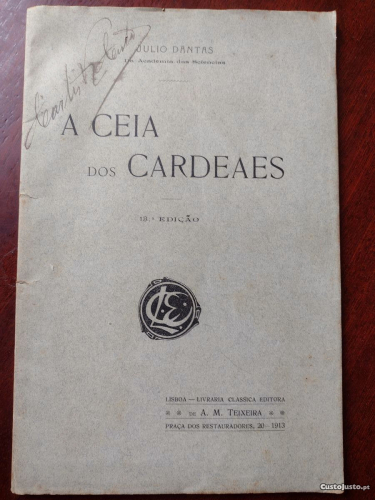 JULIO DANTAS
Da Academia das Sciencias
A CEIA
DOS CARDEAES
13.ª EDIÇÃO
LISBOA — LIVRARIA CLÁSSICA EDITORA
DE A. M. TEIXEIRA
PRAÇA DOS RESTAURADORES, 20 — 1913
CustoJusto.pt